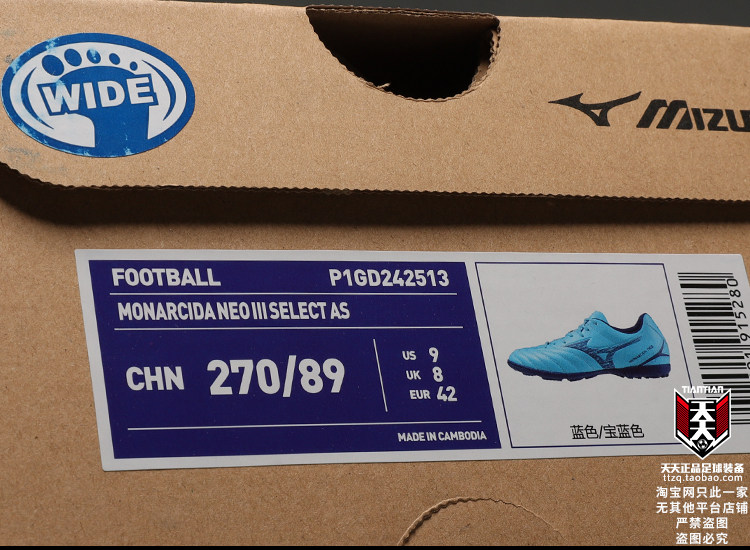 WIDE
MIZU
FOOTBALL P1GD242513
MONARCIDA NEO III SELECT AS
CHN 270/89
US 9
UK 8
EUR 42
MADE IN CAMBODIA
蓝色/宝蓝色
915280
TIANTIAN
天天
天天正品足球装备
ttzq.taobao.com
淘宝网只此一家
无其他平台店铺
严禁盗图
盗图必究